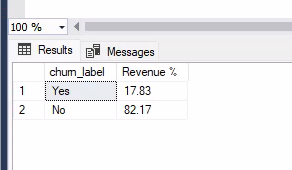 100 %
Results Messages
churn_label Revenue %
1 Yes 17.83
2 No 82.17